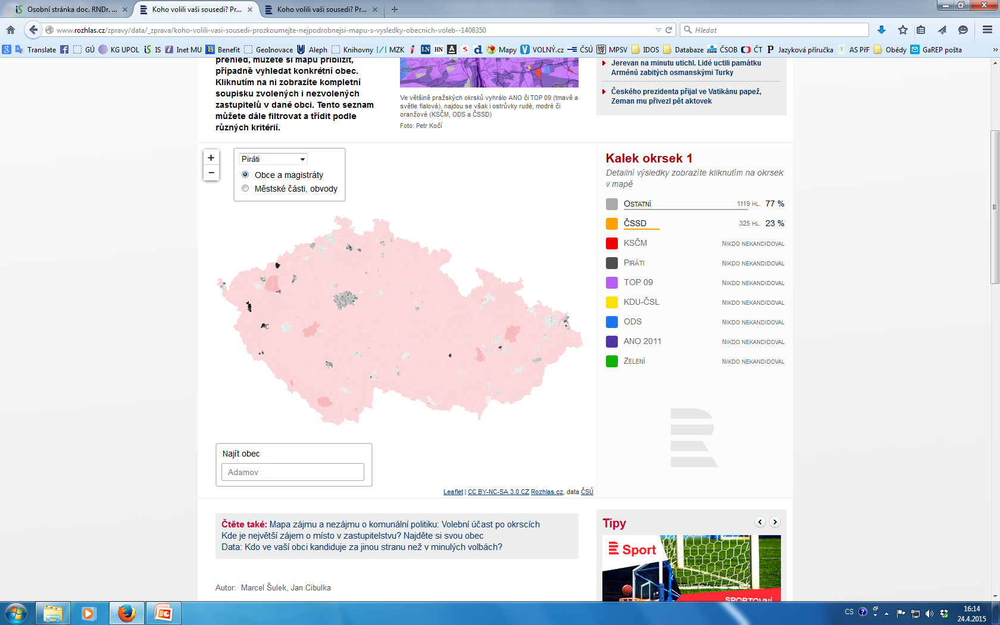 Osobní stránka doc. RNDr. ...
Koho volili vaši sousedi? Pr...
Koho volili vaši sousedi? Pr...
www.rozhlas.cz/zpravy/data/_zprava/koho-volili-vasi-sousedi-prozkoumejte-nejpodrobnejsi-mapu-s-vysledky-obecnich-voleb--1408350
Hledat
Translate GÚ KG UPOL IS Inet MU Benefit GeoInovace Aleph Knihovny MZK LN HN Mapy VOLNÝ.cz ČSÚ MPSV IDOS Databaze ČSOB ČT Jazyková příručka AS PřF Obědy GaREP pošta
přehled, můžete si mapu přiblížit,
případně vyhledat konkrétní obec.
Kliknutím na ni zobrazíte kompletní
soupisku zvolených i nezvolených
zastupitelů v dané obci. Tento seznam
můžete dále filtrovat a třídit podle
různých kritérií.
Ve většině pražských okrsků vyhrálo ANO či TOP 09 (tmavě a
světle fialová), najdou se však i ostrůvky rudé, modré či
oranžové (KSČM, ODS a ČSSD)
Foto: Petr Kočí
Jerevan na minutu utichl. Lidé uctili památku
Arménů zabitých osmanskými Turky
Českého prezidenta přijal ve Vatikánu papež,
Zeman mu přivezl pět aktovek
+
−
Piráti
Obce a magistráty
Městské části, obvody
Najít obec
Adamov
Leaflet | CC BY-NC-SA 3.0 CZ Rozhlas.cz, data ČSÚ
Kalek okrsek 1
Detailní výsledky zobrazíte kliknutím na okrsek
v mapě
Ostatní 1119 hl. 77 %
ČSSD 325 hl. 23 %
KSČM Nikdo nekandidoval
Piráti Nikdo nekandidoval
TOP 09 Nikdo nekandidoval
KDU-ČSL Nikdo nekandidoval
ODS Nikdo nekandidoval
ANO 2011 Nikdo nekandidoval
Zelení Nikdo nekandidoval
Čtěte také: Mapa zájmu a nezájmu o komunální politiku: Volební účast po okrscích
Kde je největší zájem o místo v zastupitelstvu? Najděte si svou obec
Data: Kdo ve vaší obci kandiduje za jinou stranu než v minulých volbách?
Autor: Marcel Šulek, Jan Cibulka
Tipy
Sport
SPORTOVNÍ
CS
16:14
24.4.2015